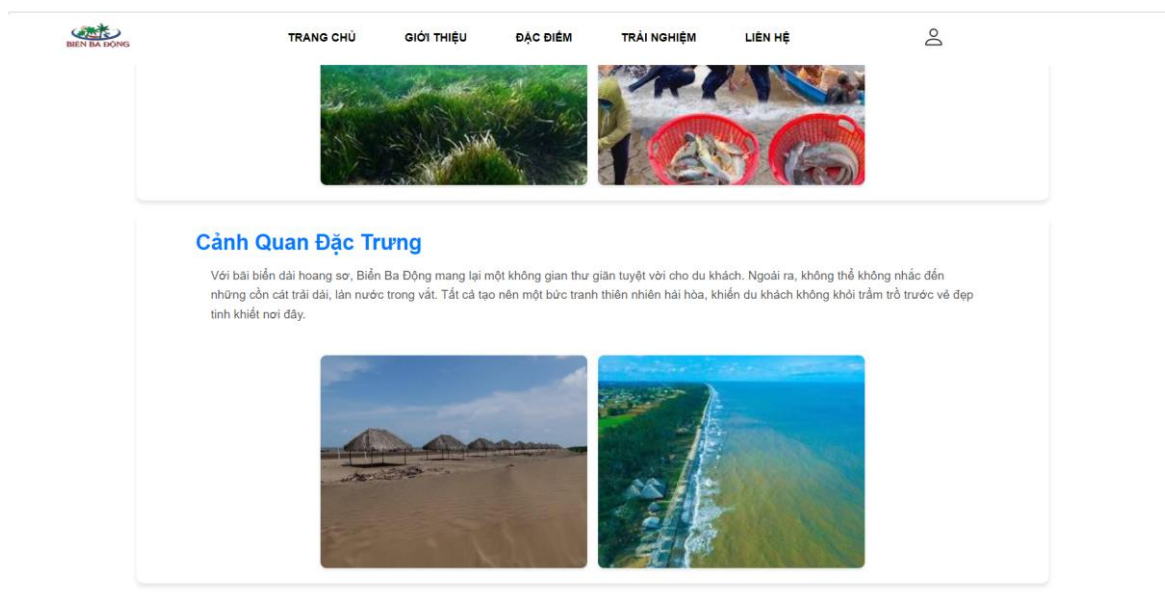 BIỂN BA ĐỘNG
TRANG CHỦ GIỚI THIỆU ĐẶC ĐIỂM TRẢI NGHIỆM LIÊN HỆ
Cảnh Quan Đặc Trưng
Với bãi biển dài hoang sơ, Biển Ba Động mang lại một không gian thư giãn tuyệt vời cho du khách. Ngoài ra, không thể không nhắc đến
những cồn cát trải dài, làn nước trong vắt. Tất cả tạo nên một bức tranh thiên nhiên hài hòa, khiến du khách không khỏi trầm trồ trước vẻ đẹp
tinh khiết nơi đây.